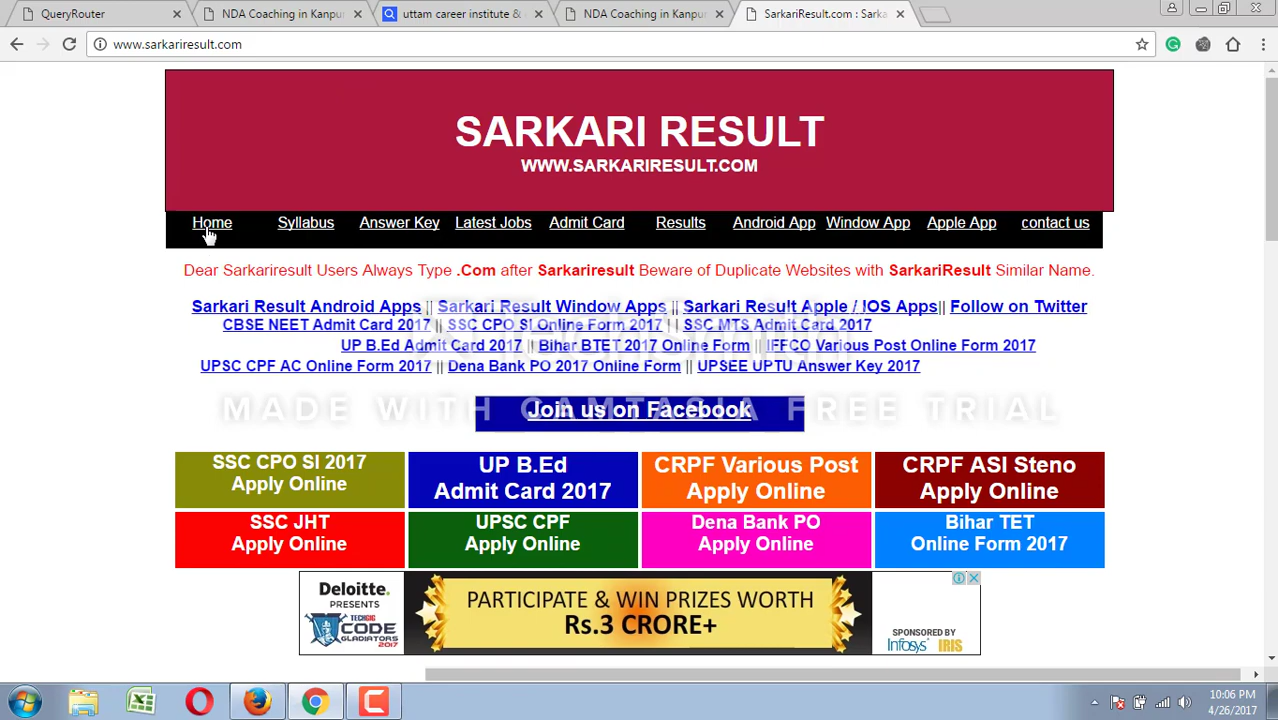 QueryRouter
NDA Coaching in Kanpu
uttam career institute &
NDA Coaching in Kanpu
SarkariResult.com : Sarka
www.sarkariresult.com
SARKARI RESULT
WWW.SARKARIRESULT.COM
Home Syllabus Answer Key Latest Jobs Admit Card Results Android App Window App Apple App contact us
Dear Sarkariresult Users Always Type .Com after Sarkariresult Beware of Duplicate Websites with SarkariResult Similar Name.
Sarkari Result Android Apps || Sarkari Result Window Apps || Sarkari Result Apple / IOS Apps|| Follow on Twitter
CBSE NEET Admit Card 2017 || SSC CPO SI Online Form 2017 || SSC MTS Admit Card 2017
UP B.Ed Admit Card 2017 || Bihar BTET 2017 Online Form || IFFCO Various Post Online Form 2017
UPSC CPF AC Online Form 2017 || Dena Bank PO 2017 Online Form || UPSEE UPTU Answer Key 2017
TechSmith
MADE WITH CAMTASIA FREE TRIAL
Join us on Facebook
SSC CPO SI 2017
Apply Online
UP B.Ed
Admit Card 2017
CRPF Various Post
Apply Online
CRPF ASI Steno
Apply Online
SSC JHT
Apply Online
UPSC CPF
Apply Online
Dena Bank PO
Apply Online
Bihar TET
Online Form 2017
Deloitte.
PRESENTS
TECHGIG
CODE
GLADIATORS
2017
PARTICIPATE & WIN PRIZES WORTH
Rs.3 CRORE+
SPONSORED BY
Infosys IRIS
10:06 PM
4/26/2017